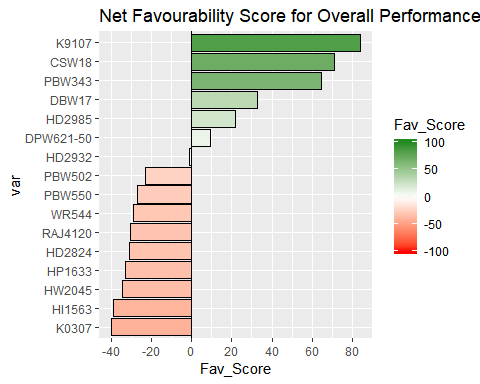 Net Favourability Score for Overall Performance
K9107
CSW18
PBW343
DBW17
HD2985
DPW621-50
HD2932
PBW502
PBW550
WR544
RAJ4120
HD2824
HP1633
HW2045
HI1563
K0307
var
-40 -20 0 20 40 60 80
Fav_Score
Fav_Score
100
50
0
-50
-100